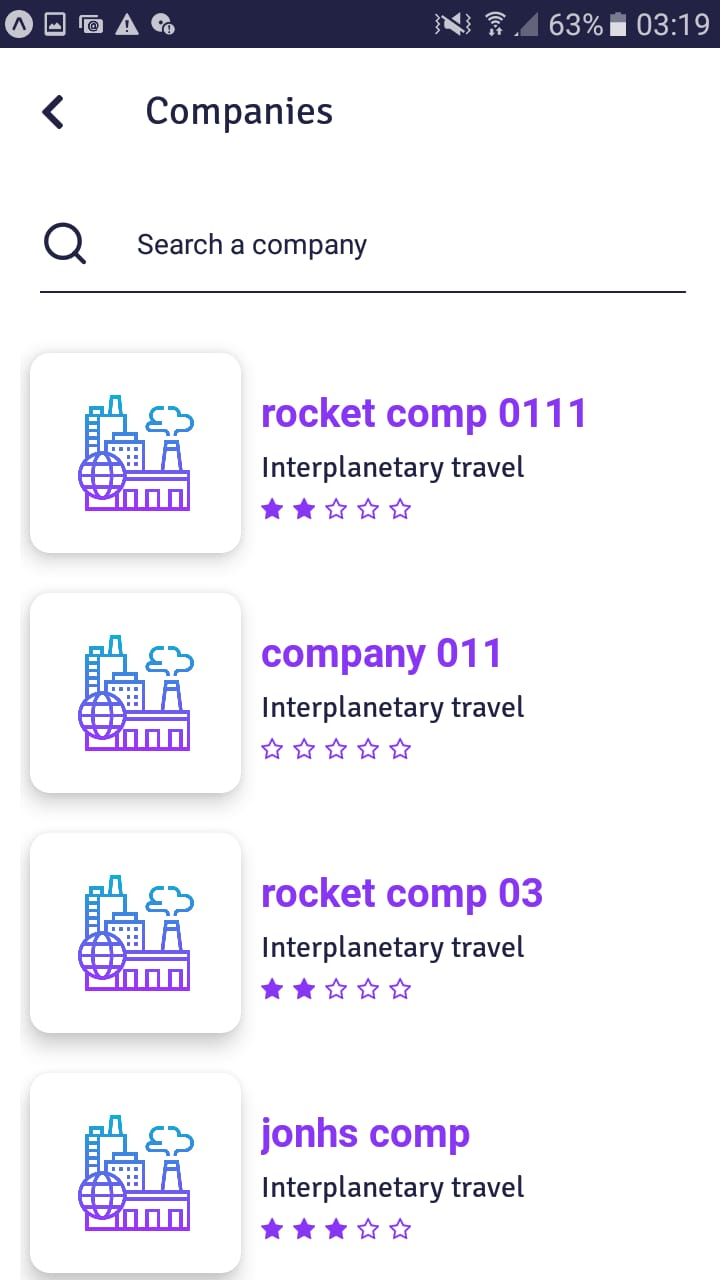 63% 03:19
Companies
Search a company
rocket comp 0111
Interplanetary travel
company 011
Interplanetary travel
rocket comp 03
Interplanetary travel
jonhs comp
Interplanetary travel